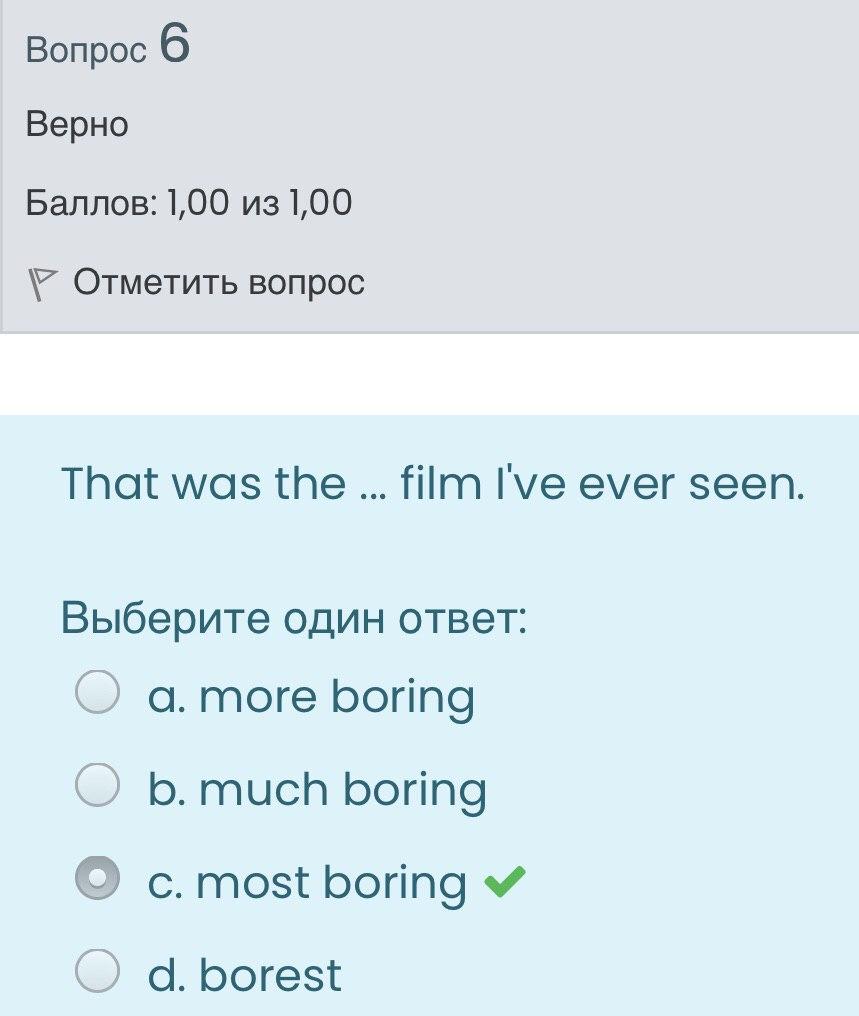 Вопрос 6
Верно
Баллов: 1,00 из 1,00
Отметить вопрос
That was the ... film I've ever seen.
Выберите один ответ:
a. more boring
b. much boring
c. most boring
d. borest